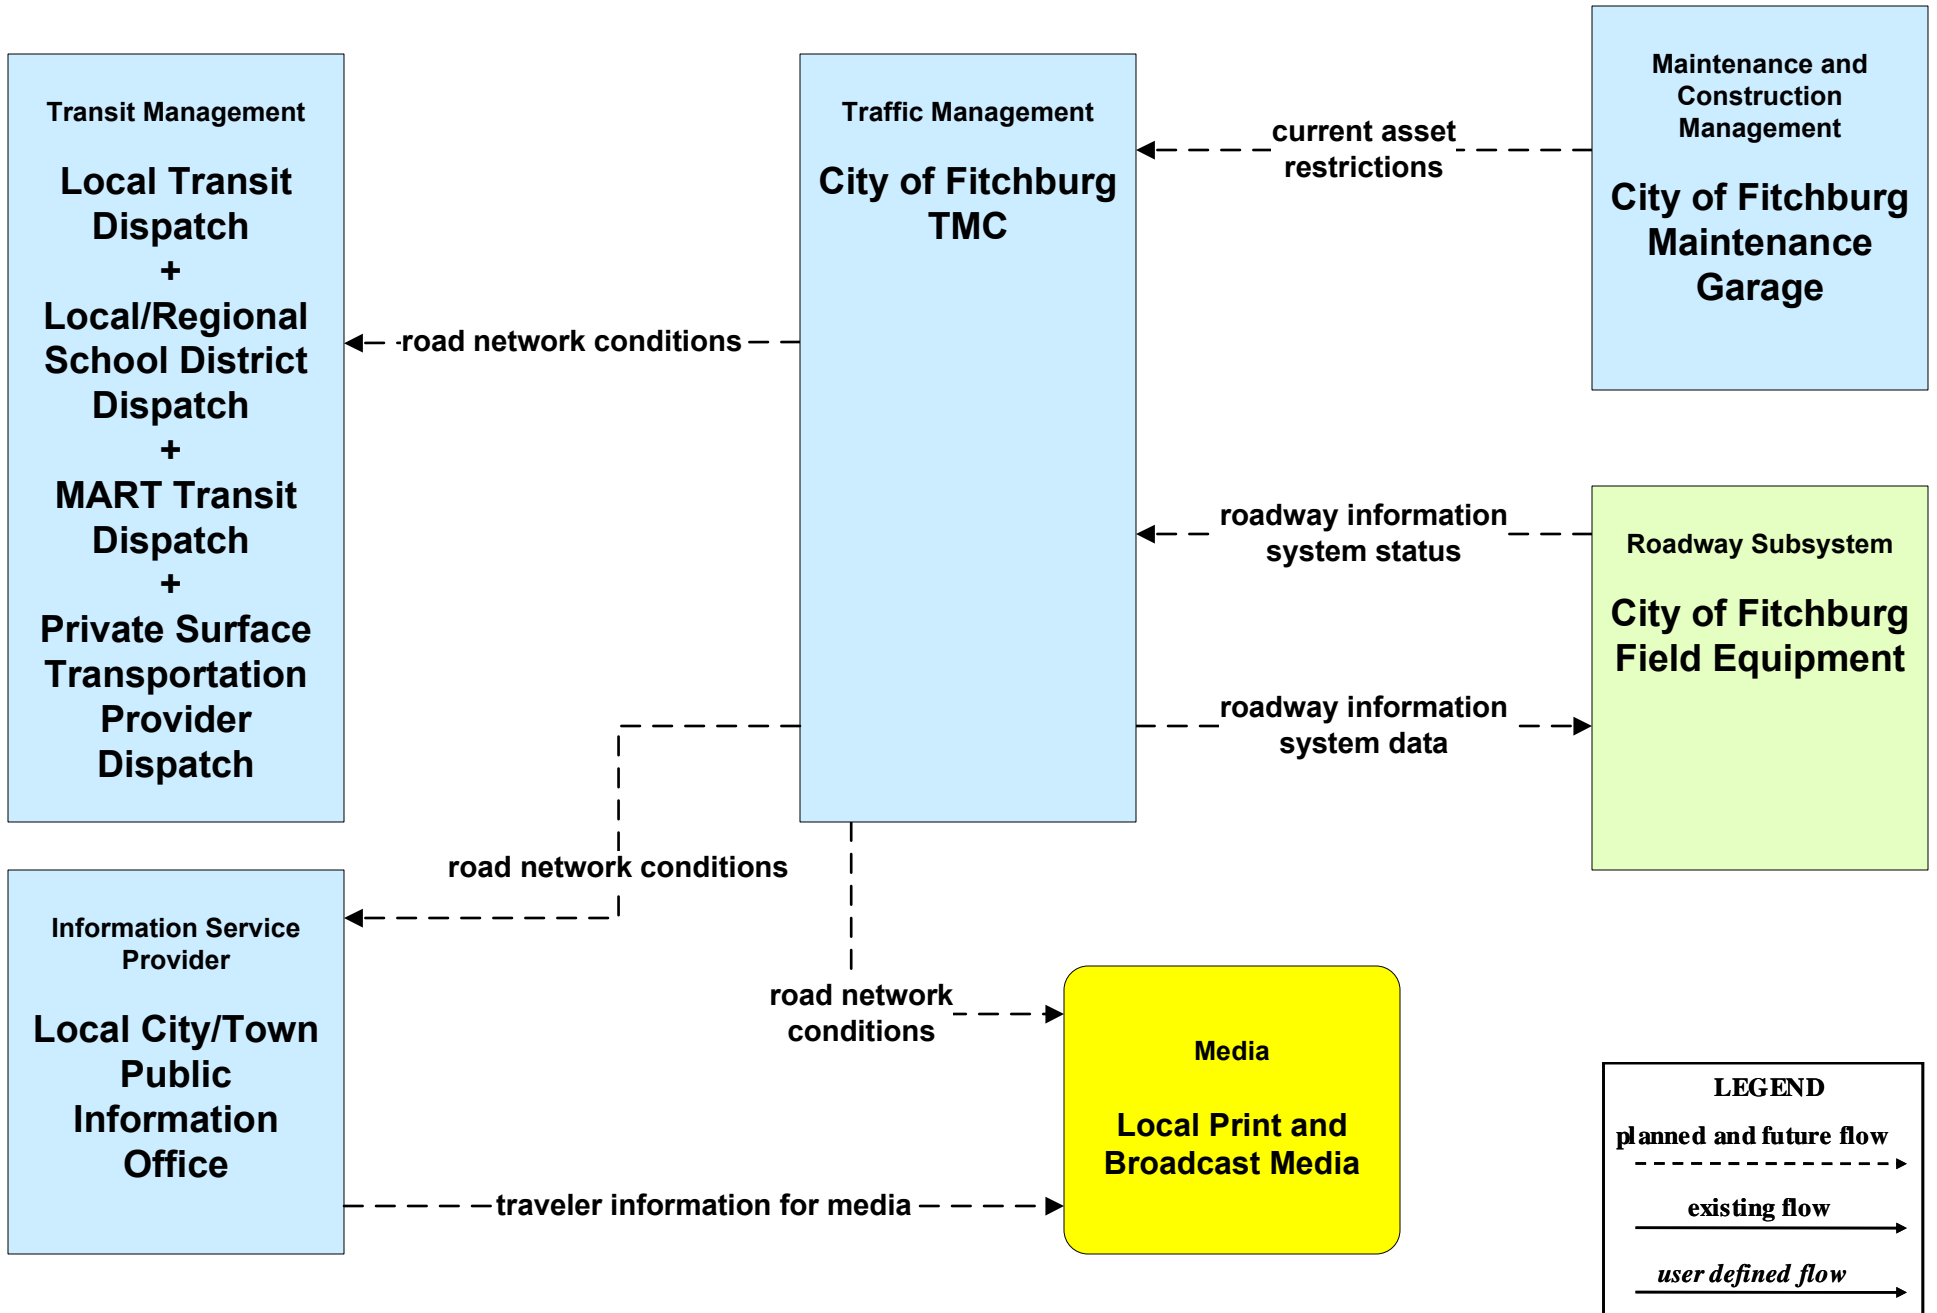 Transit Management
Local Transit
Dispatch
+
Local/Regional
School District
Dispatch
+
MART Transit
Dispatch
+
Private Surface
Transportation
Provider
Dispatch
road network conditions
Traffic Management
City of Fitchburg
TMC
current asset
restrictions
Maintenance and
Construction
Management
City of Fitchburg
Maintenance
Garage
roadway information
system status
roadway information
system data
Roadway Subsystem
City of Fitchburg
Field Equipment
road network conditions
Information Service
Provider
Local City/Town
Public
Information
Office
road network
conditions
traveler information for media
Media
Local Print and
Broadcast Media
LEGEND
planned and future flow
existing flow
user defined flow